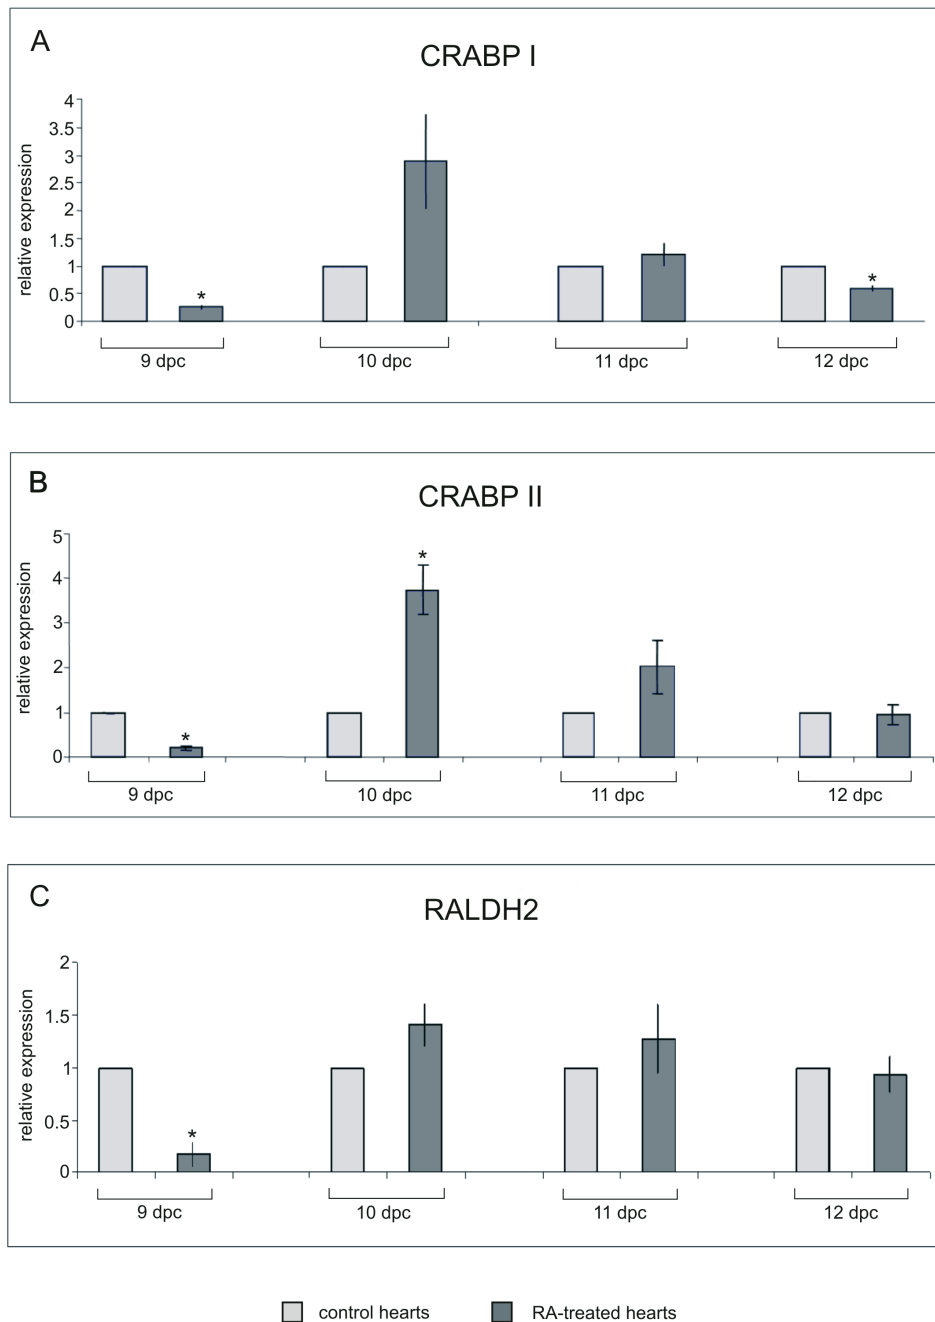 A
CRABP I
relative expression
4
3.5
3
2.5
2
1.5
1
0.5
0
*
*
9 dpc
10 dpc
11 dpc
12 dpc
B
CRABP II
relative expression
5
4
3
2
1
0
*
*
9 dpc
10 dpc
11 dpc
12 dpc
C
RALDH2
relative expression
2
1.5
1
0.5
0
*
9 dpc
10 dpc
11 dpc
12 dpc
control hearts
RA-treated hearts